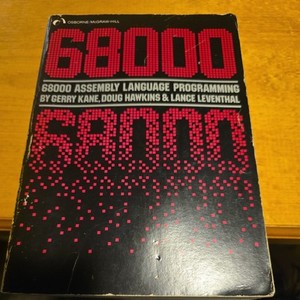 OSBORNE/McGRAW-HILL
68000
68000 ASSEMBLY LANGUAGE PROGRAMMING
BY GERRY KANE, DOUG HAWKINS & LANCE LEVENTHAL
68000